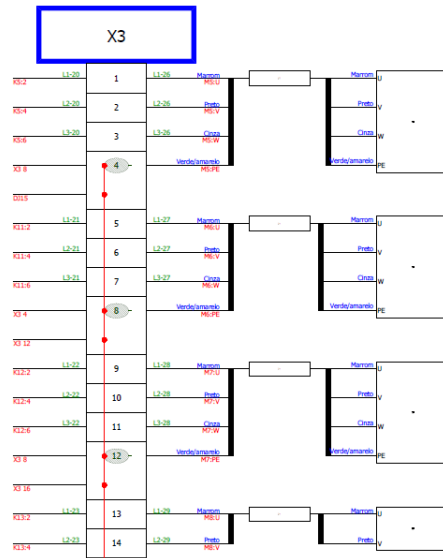 X3
L1-20 1 L1-26 Marrom Marrom U
K5:2 M5:U
L2-20 2 L2-26 Preto Preto V
K5:4 M5:V
L3-20 3 L3-26 Cinza Cinza W
K5:6 M5:W
4 Verde/amarelo Verde/amarelo PE
X3 8 M5:PE
DJ15
L1-21 5 L1-27 Marrom Marrom U
K11:2 M6:U
L2-21 6 L2-27 Preto Preto V
K11:4 M6:V
L3-21 7 L3-27 Cinza Cinza W
K11:6 M6:W
8 Verde/amarelo Verde/amarelo PE
X3 4 M6:PE
X3 12
L1-22 9 L1-28 Marrom Marrom U
K12:2 M7:U
L2-22 10 L2-28 Preto Preto V
K12:4 M7:V
L3-22 11 L3-28 Cinza Cinza W
K12:6 M7:W
12 Verde/amarelo Verde/amarelo PE
X3 8 M7:PE
X3 16
L1-23 13 L1-29 Marrom Marrom U
K13:2 M8:U
L2-23 14 L2-29 Preto Preto V
K13:4 M8:V